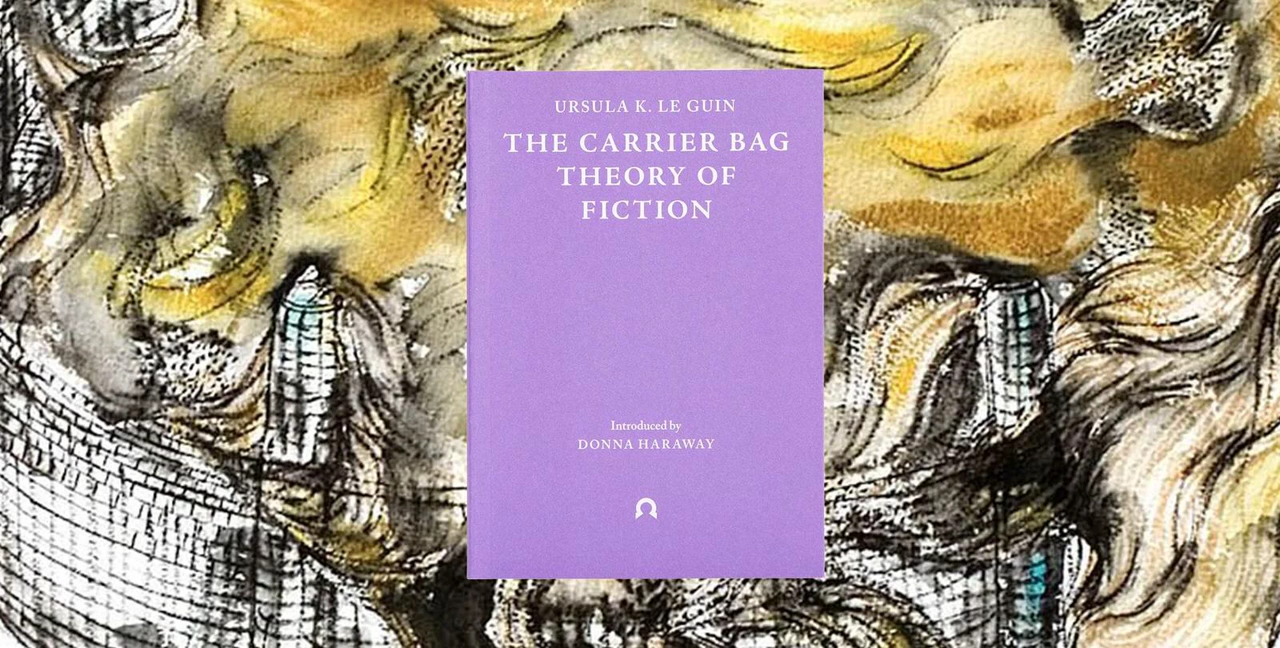 URSULA K. LE GUIN
THE CARRIER BAG
THEORY OF
FICTION
Introduced by
DONNA HARAWAY